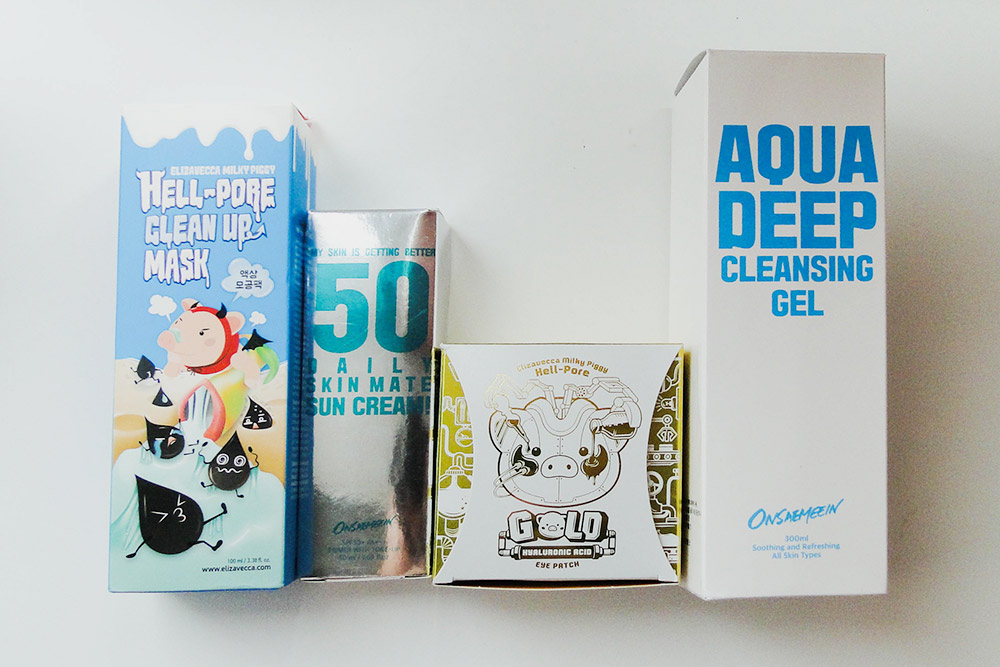 ELIZAVECCA MILKY PIGGY
HELL-PORE
CLEAN UP
MASK
액상
모공팩
100 ml / 3.38 fl. oz.
www.elizavecca.com
MY SKIN IS GETTING BETTER
50
DAILY
SKIN MATE
SUN CREAM!
ONSAEMEEIN
Elizavecca Milky Piggy
Hell-Pore
GOLD
HYALURONIC ACID
EYE PATCH
AQUA
DEEP
CLEANSING
GEL
ONSAEMEEIN
300ml
Soothing and Refreshing
All Skin Types